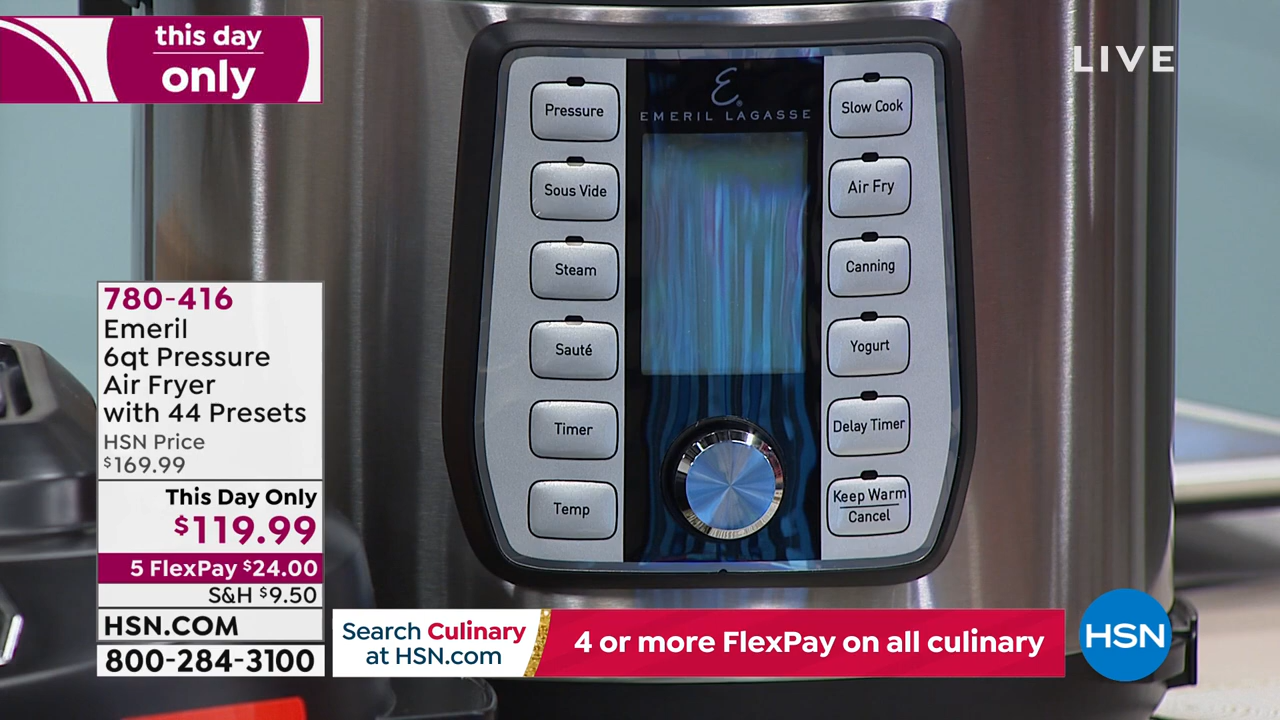 this day
only
LIVE
780-416
Emeril
6qt Pressure
Air Fryer
with 44 Presets
HSN Price
$169.99
This Day Only
$119.99
5 FlexPay $24.00
S&H $9.50
HSN.COM
800-284-3100
E
EMERIL LAGASSE
Pressure
Sous Vide
Steam
Sauté
Timer
Temp
Slow Cook
Air Fry
Canning
Yogurt
Delay Timer
Keep Warm
Cancel
Search Culinary
at HSN.com
4 or more FlexPay on all culinary
HSN